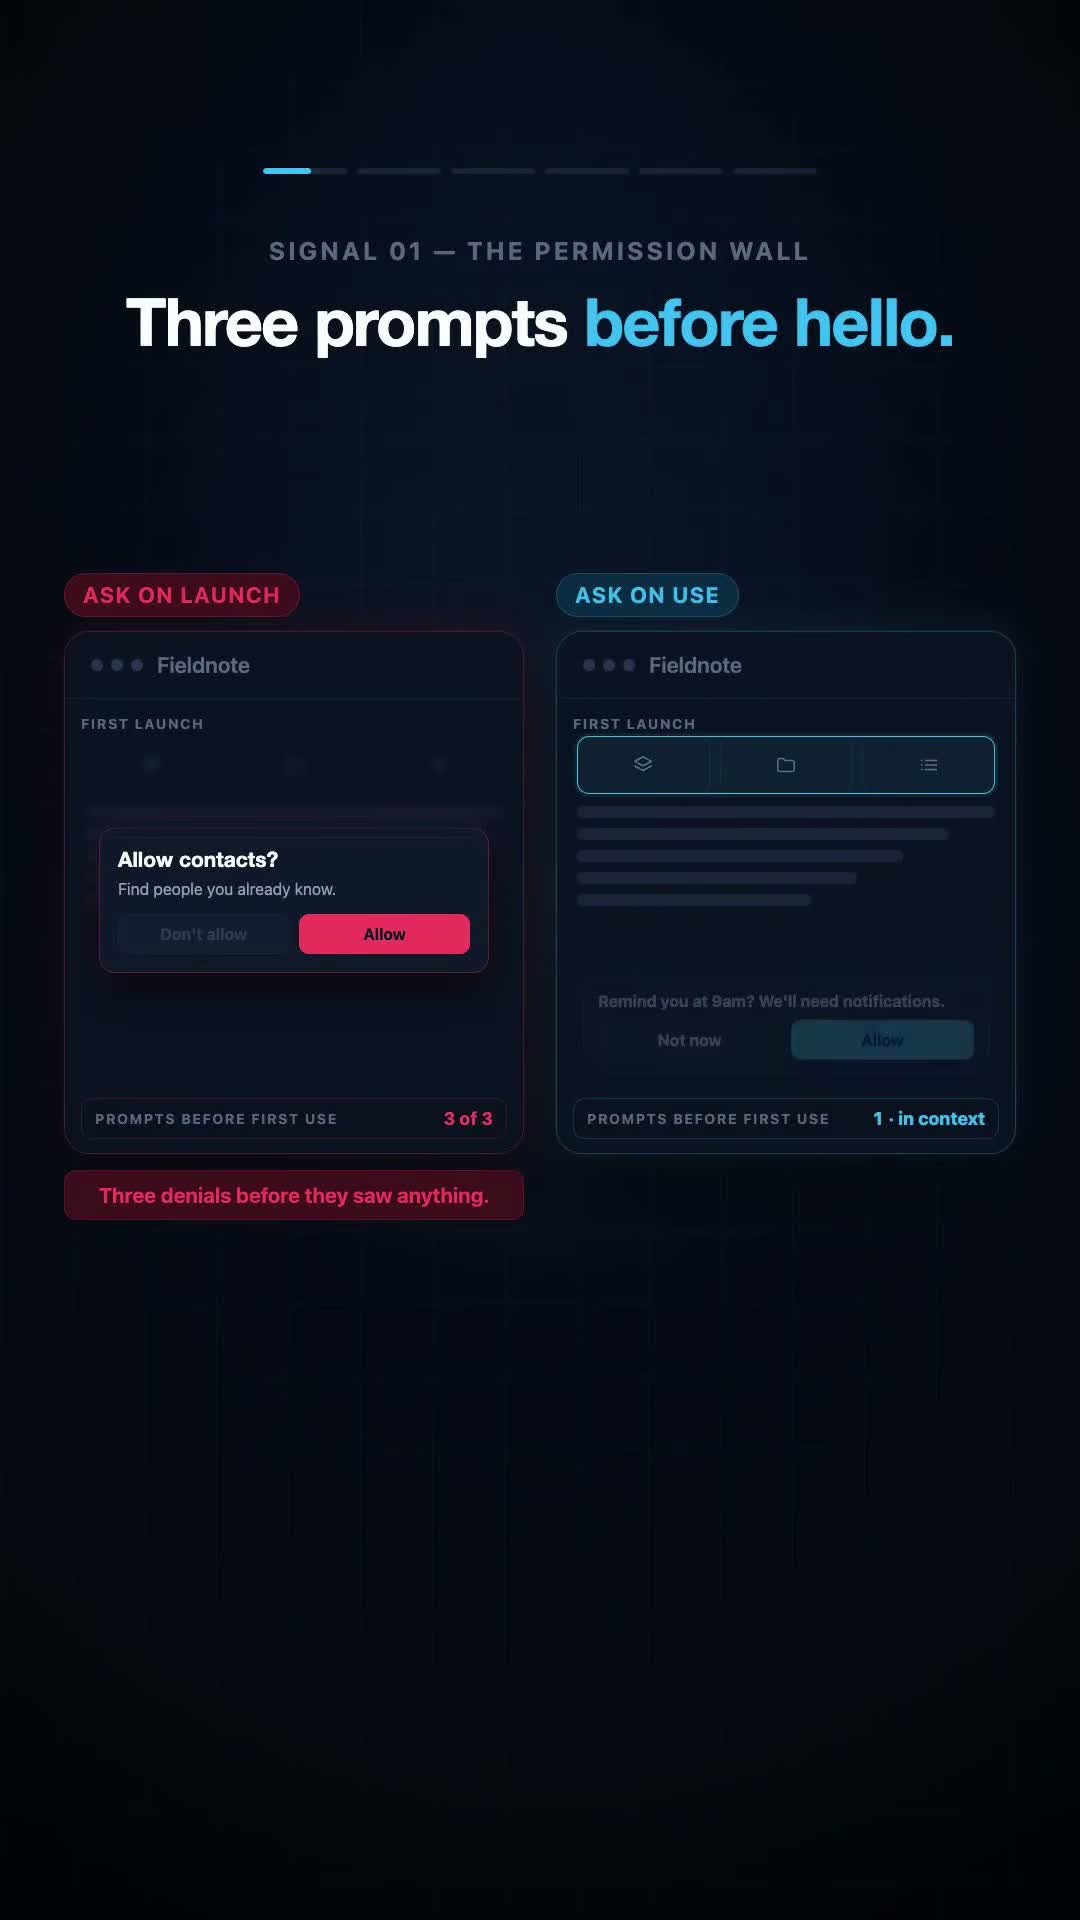 SIGNAL 01 — THE PERMISSION WALL
Three prompts before hello.
ASK ON LAUNCH
Fieldnote
FIRST LAUNCH
Allow contacts?
Find people you already know.
Don't allow
Allow
PROMPTS BEFORE FIRST USE
3 of 3
Three denials before they saw anything.
ASK ON USE
Fieldnote
FIRST LAUNCH
Remind you at 9am? We'll need notifications.
Not now
Allow
PROMPTS BEFORE FIRST USE
1 · in context